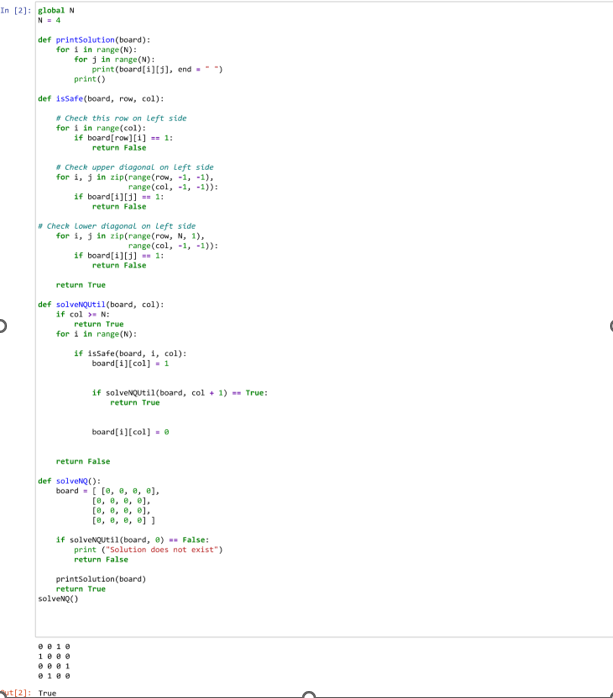 In [2]: global N
N = 4

def printSolution(board):
    for i in range(N):
        for j in range(N):
            print(board[i][j], end = " ")
        print()

def isSafe(board, row, col):

    # Check this row on left side
    for i in range(col):
        if board[row][i] == 1:
            return False

    # Check upper diagonal on left side
    for i, j in zip(range(row, -1, -1),
                    range(col, -1, -1)):
        if board[i][j] == 1:
            return False

# Check lower diagonal on left side
    for i, j in zip(range(row, N, 1),
                    range(col, -1, -1)):
        if board[i][j] == 1:
            return False

    return True

def solveNQUtil(board, col):
    if col >= N:
        return True
    for i in range(N):

        if isSafe(board, i, col):
            board[i][col] = 1

            if solveNQUtil(board, col + 1) == True:
                return True

            board[i][col] = 0

    return False

def solveNQ():
    board = [ [0, 0, 0, 0],
            [0, 0, 0, 0],
            [0, 0, 0, 0],
            [0, 0, 0, 0] ]

    if solveNQUtil(board, 0) == False:
        print ("Solution does not exist")
        return False

    printSolution(board)
    return True
solveNQ()

0 0 1 0
1 0 0 0
0 0 0 1
0 1 0 0
Out[2]: True